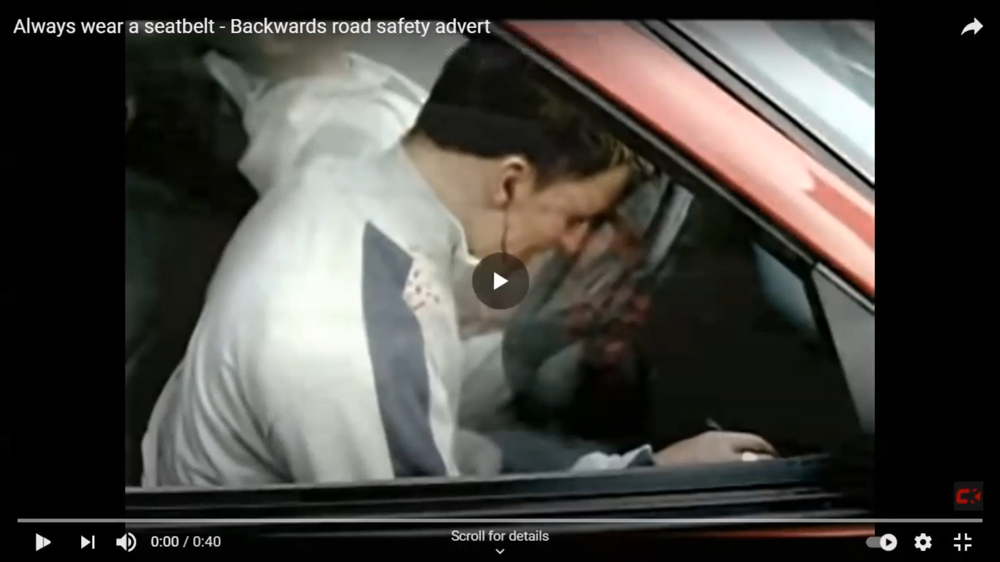 Always wear a seatbelt - Backwards road safety advert
0:00 / 0:40
Scroll for details